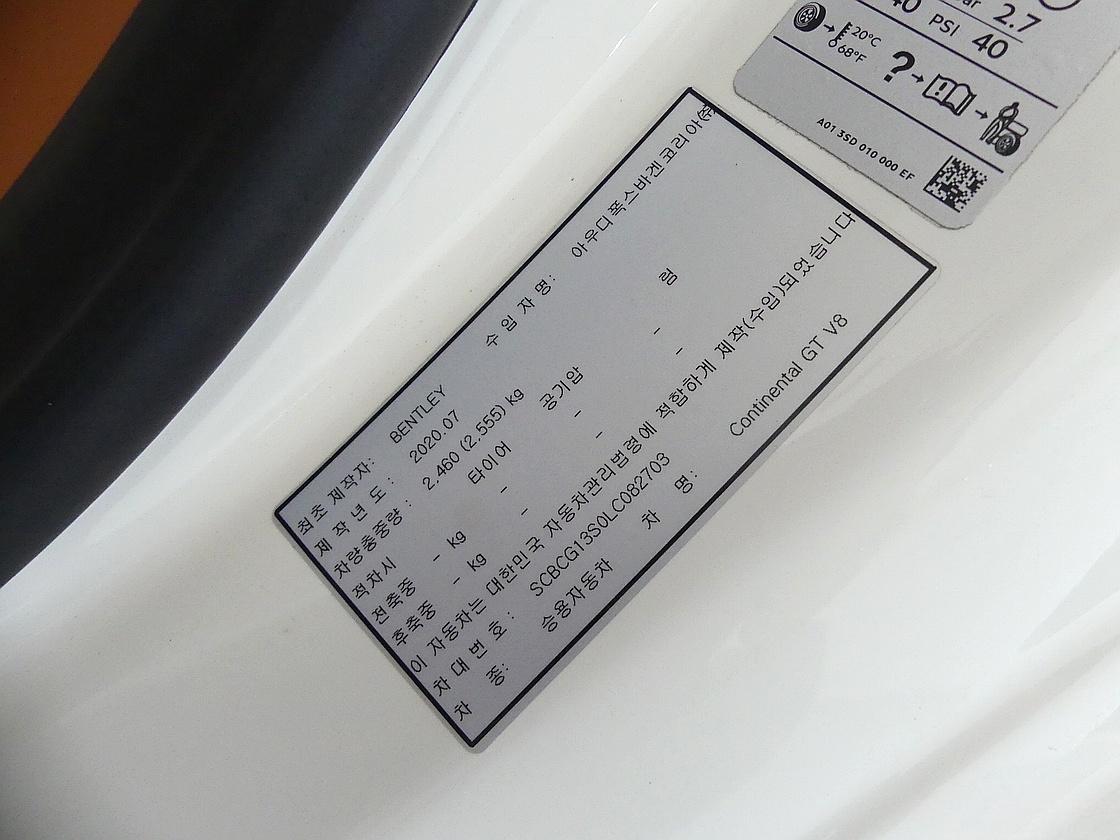 ar 2.7
40 PSI 40
20°C
68°F
?
A01 3SD 010 000 EF
최초 제작자: BENTLEY 수 입 자 명: 아우디폭스바겐코리아㈜
제 작 년 도 : 2020.07
차량총중량 : 2.460 (2.555) kg
적차시 타이어 공기압 림
전축중 - kg - - -
후축중 - kg - - -
이 자동차는 대한민국 자동차관리법령에 적합하게 제작(수입)되었습니다
차 대 번 호 : SCBCG13S0LC082703
차 종: 승용자동차 차 명: Continental GT V8